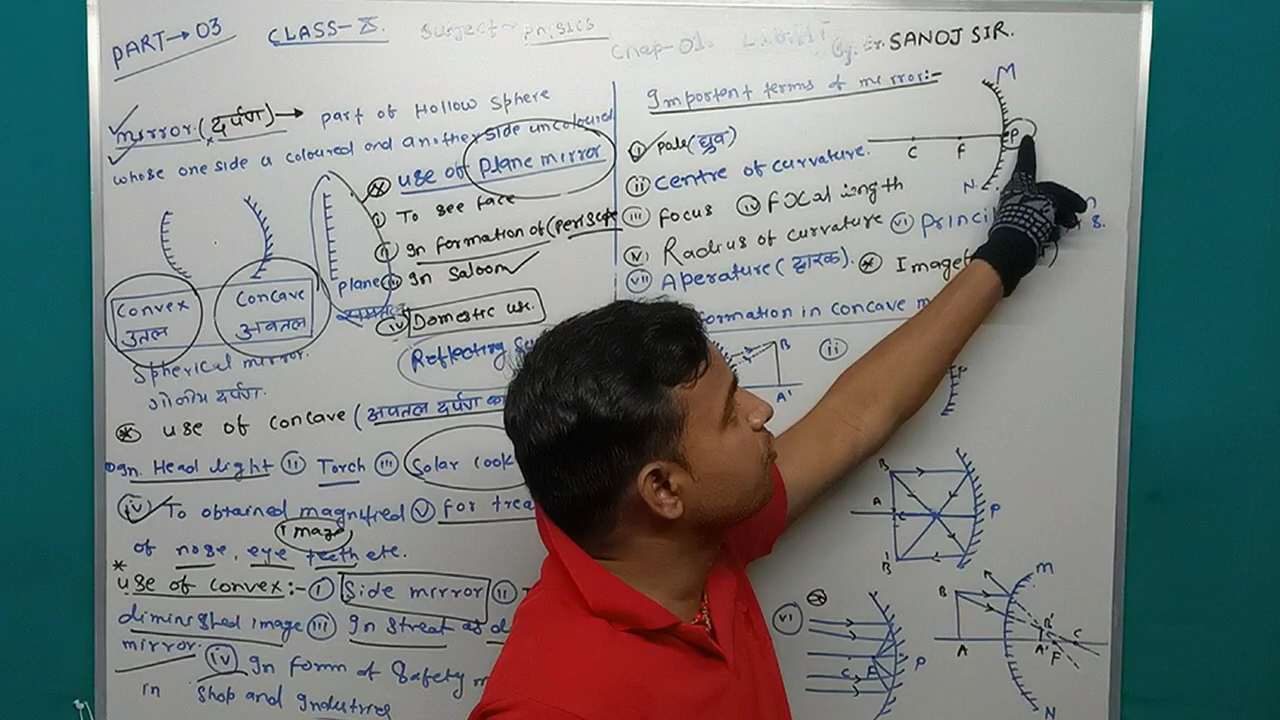 PART→03 CLASS-X Subject→ Physics Chap-01. LIGHT By. Er. SANOJ SIR.
mirror.(दर्पण)→ part of Hollow sphere
whose one side is coloured and another side uncoloured
Convex
उतल
Concave
अवतल
plane
Spherical mirror.
गोलीय दर्पण.
* use of plane mirror
(i) To see face
(ii) In formation of (periscope
(iii) In Saloon
(iv) Domestic use.
Reflecting
* use of concave (अवतल दर्पण का
(i) In. Head light (ii) Torch (iii) Solar cook
(iv) To obtained magnified (v) for trea
Image
of nose, eye teeth etc.
* use of convex:- (i) Side mirror (ii)
diminished image (iii) In street as
mirror. (iv) In form of Safety m
in Shop and Industries
Important terms of mirror:-
(i) pole(ध्रुव)
(ii) Centre of curvature.
(iii) focus (iv) focal length
(v) Radius of curvature (vi) princi
(vii) Aperature(द्वारक). * Image
formation in concave m
M
C F P
N
B
A'
(ii)
P
B
A C P
B'
(vi)
C F P
M
B B'
A A' F C
N